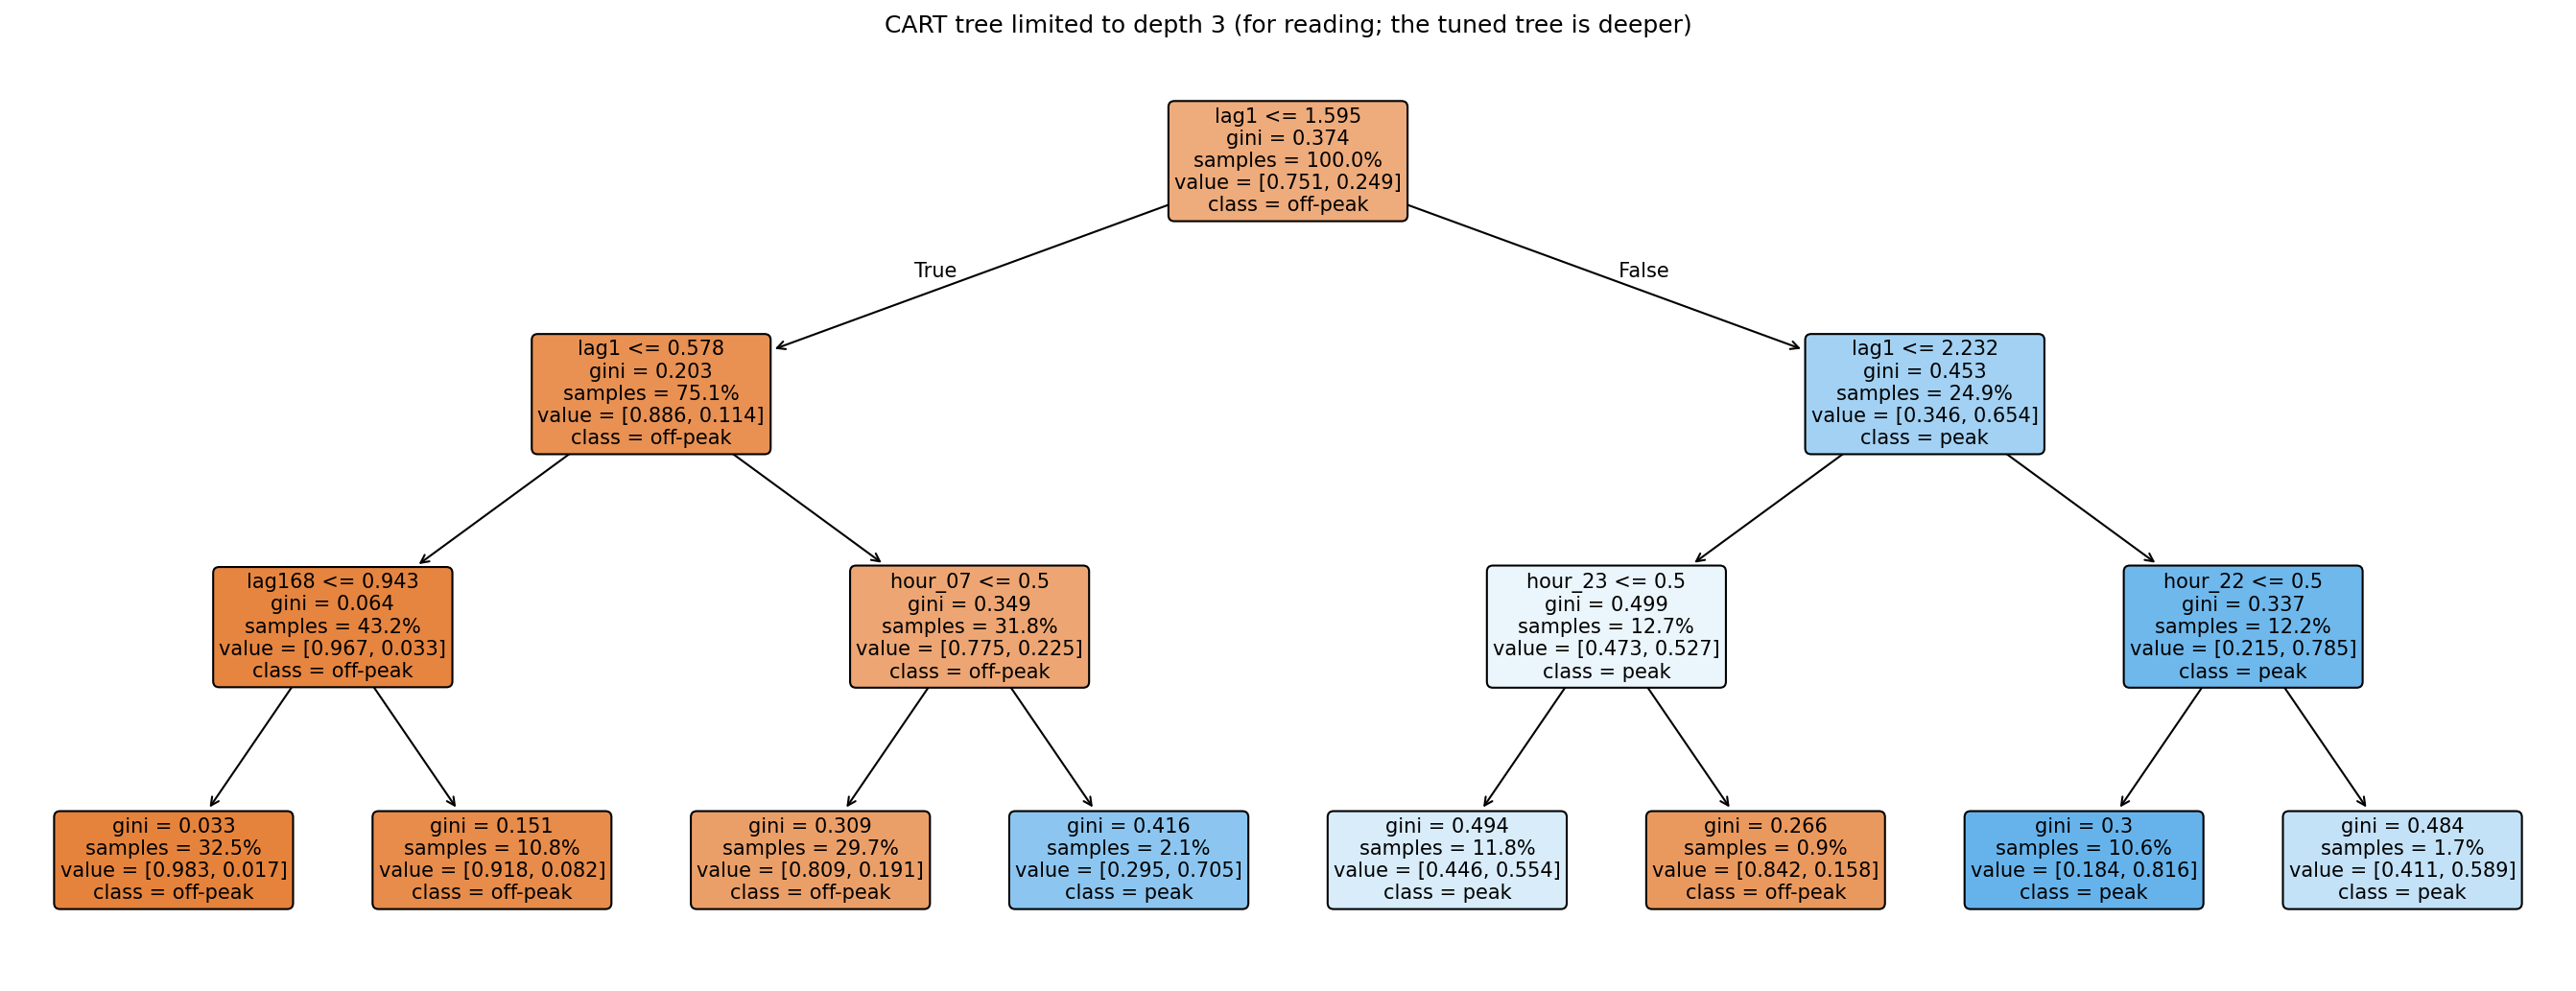 CART tree limited to depth 3 (for reading; the tuned tree is deeper)
lag1 <= 1.595
gini = 0.374
samples = 100.0%
value = [0.751, 0.249]
class = off-peak
True
False
lag1 <= 0.578
gini = 0.203
samples = 75.1%
value = [0.886, 0.114]
class = off-peak
lag1 <= 2.232
gini = 0.453
samples = 24.9%
value = [0.346, 0.654]
class = peak
lag168 <= 0.943
gini = 0.064
samples = 43.2%
value = [0.967, 0.033]
class = off-peak
hour_07 <= 0.5
gini = 0.349
samples = 31.8%
value = [0.775, 0.225]
class = off-peak
hour_23 <= 0.5
gini = 0.499
samples = 12.7%
value = [0.473, 0.527]
class = peak
hour_22 <= 0.5
gini = 0.337
samples = 12.2%
value = [0.215, 0.785]
class = peak
gini = 0.033
samples = 32.5%
value = [0.983, 0.017]
class = off-peak
gini = 0.151
samples = 10.8%
value = [0.918, 0.082]
class = off-peak
gini = 0.309
samples = 29.7%
value = [0.809, 0.191]
class = off-peak
gini = 0.416
samples = 2.1%
value = [0.295, 0.705]
class = peak
gini = 0.494
samples = 11.8%
value = [0.446, 0.554]
class = peak
gini = 0.266
samples = 0.9%
value = [0.842, 0.158]
class = off-peak
gini = 0.3
samples = 10.6%
value = [0.184, 0.816]
class = peak
gini = 0.484
samples = 1.7%
value = [0.411, 0.589]
class = peak